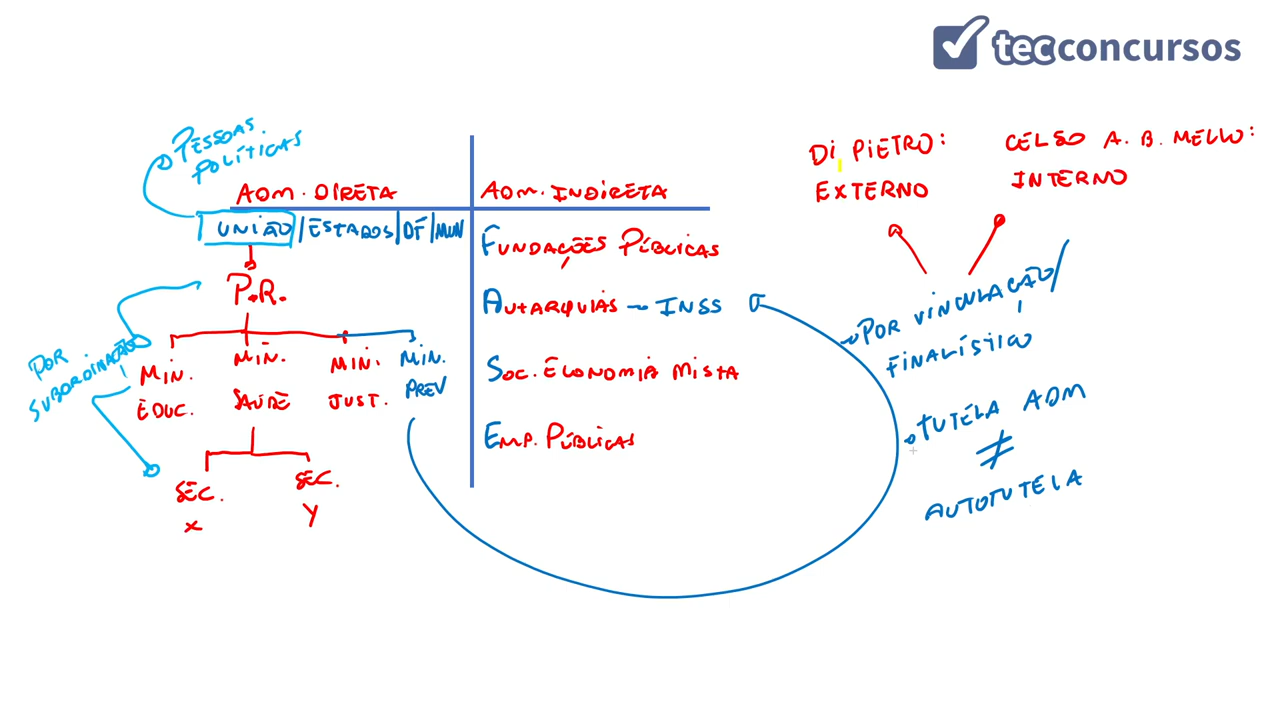 tecconcursos
PESSOAS
POLÍTICAS
ADM. DIRETA
UNIÃO/ESTADOS/DF/MUN
P.R.
POR
SUBORDINAÇÃO
MIN.
EDUC.
MIN.
SAÚDE
MIN.
JUST.
MIN.
PREV
SEC.
X
SEC.
Y
ADM. INDIRETA
FUNDAÇÕES PÚBLICAS
AUTARQUIAS - INSS
SOC. ECONOMIA MISTA
EMP. PÚBLICAS
DI PIETRO:
EXTERNO
CELSO A. B. MELLO:
INTERNO
POR VINCULAÇÃO/
FINALÍSTICO
TUTELA ADM
≠
AUTOTUTELA